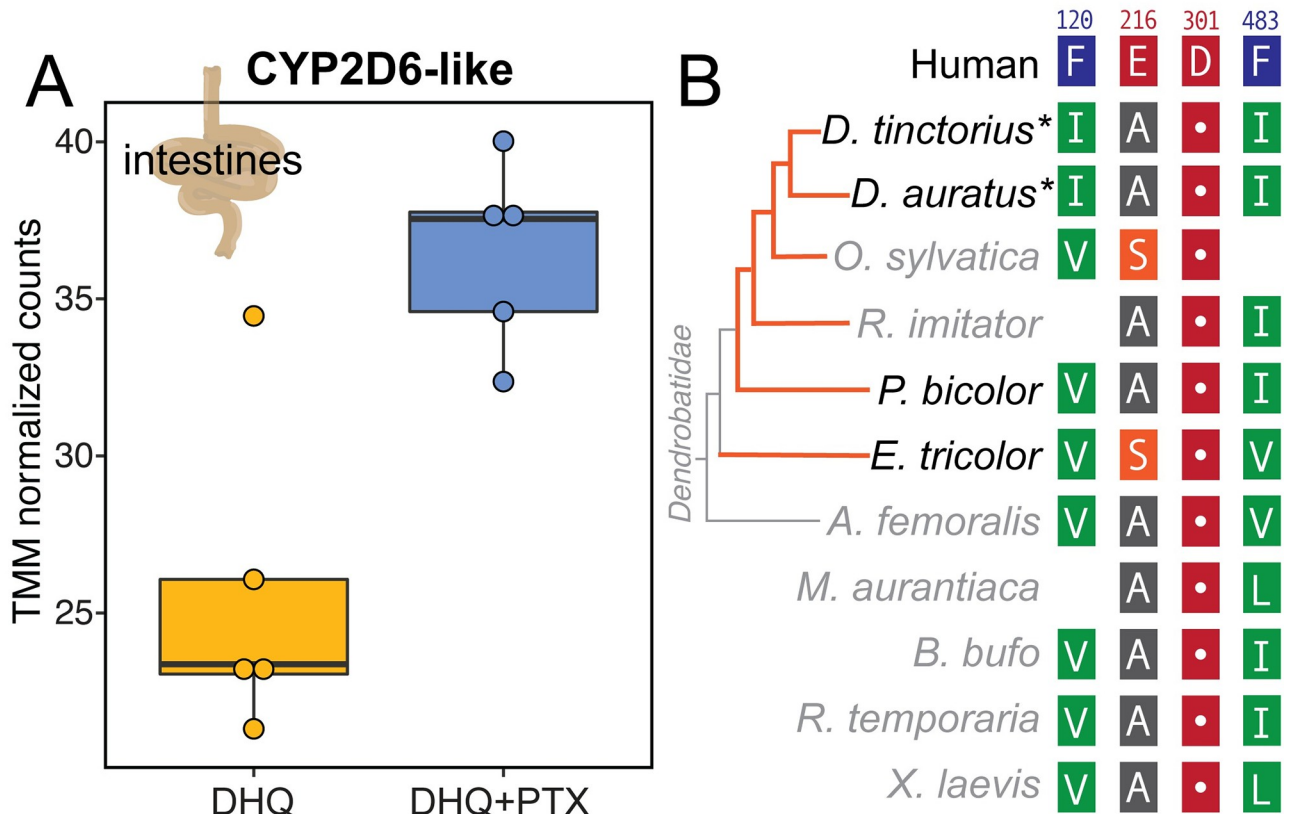 A
CYP2D6-like
intestines
TMM normalized counts
40
35
30
25
DHQ
DHQ+PTX
B
120 216 301 483
Human F E D F
Dendrobatidae
D. tinctorius* I A • I
D. auratus* I A • I
O. sylvatica V S •
R. imitator A • I
P. bicolor V A • I
E. tricolor V S • V
A. femoralis V A • V
M. aurantiaca A • L
B. bufo V A • I
R. temporaria V A • I
X. laevis V A • L